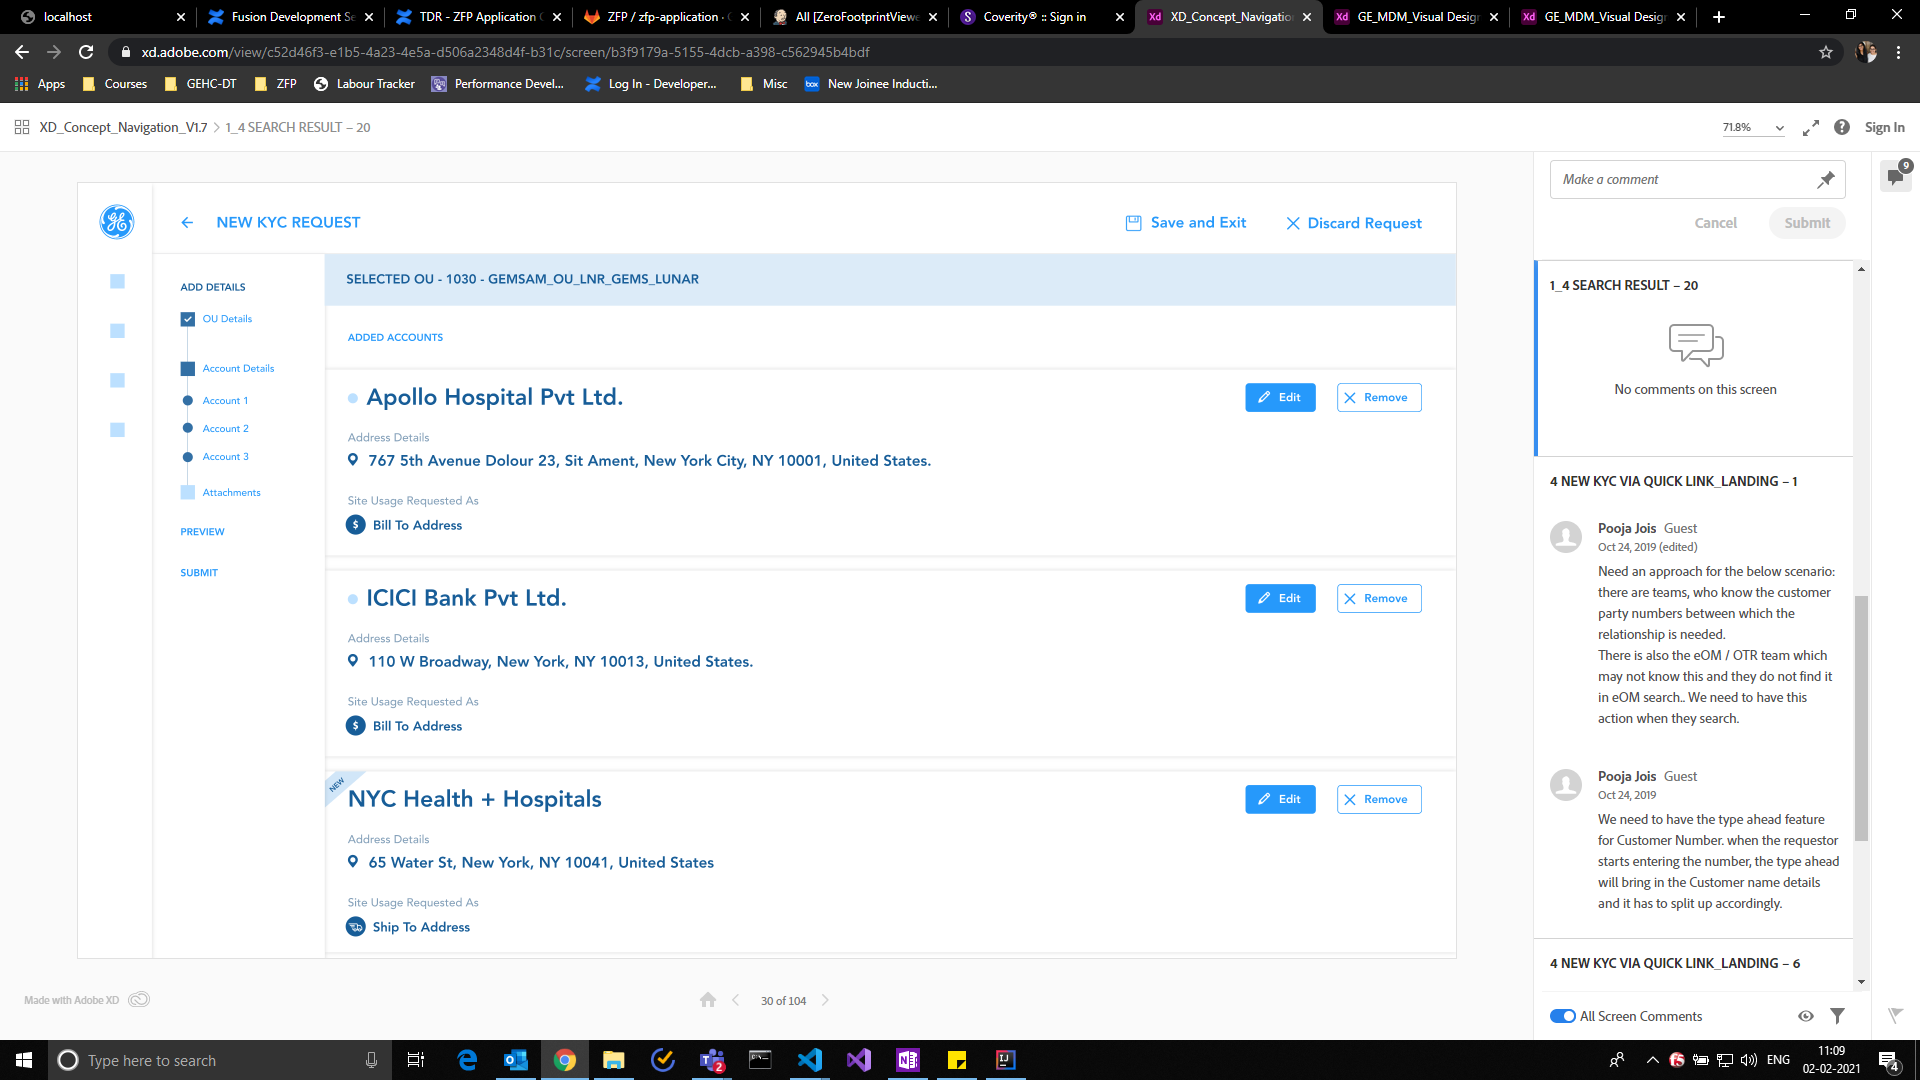 localhost
Fusion Development Se
TDR - ZFP Application
ZFP / zfp-application ·
All [ZeroFootprintViewe
Coverity® :: Sign in
XD_Concept_Navigatio
GE_MDM_Visual Desig
GE_MDM_Visual Desig
xd.adobe.com/view/c52d46f3-e1b5-4a23-4e5a-d506a2348d4f-b31c/screen/b3f9179a-5155-4dcb-a398-c562945b4bdf
Apps
Courses
GEHC-DT
ZFP
Labour Tracker
Performance Devel...
Log In - Developer...
Misc
New Joinee Inducti...
XD_Concept_Navigation_V1.7 > 1_4 SEARCH RESULT – 20
71.8%
Sign In
NEW KYC REQUEST
Save and Exit
Discard Request
ADD DETAILS
OU Details
Account Details
Account 1
Account 2
Account 3
Attachments
PREVIEW
SUBMIT
SELECTED OU - 1030 - GEMSAM_OU_LNR_GEMS_LUNAR
ADDED ACCOUNTS
Apollo Hospital Pvt Ltd.
Edit
Remove
Address Details
767 5th Avenue Dolour 23, Sit Ament, New York City, NY 10001, United States.
Site Usage Requested As
$ Bill To Address
ICICI Bank Pvt Ltd.
Edit
Remove
Address Details
110 W Broadway, New York, NY 10013, United States.
Site Usage Requested As
$ Bill To Address
NEW
NYC Health + Hospitals
Edit
Remove
Address Details
65 Water St, New York, NY 10041, United States
Site Usage Requested As
Ship To Address
Made with Adobe XD
30 of 104
Make a comment
9
Cancel
Submit
1_4 SEARCH RESULT – 20
No comments on this screen
4 NEW KYC VIA QUICK LINK_LANDING – 1
Pooja Jois Guest
Oct 24, 2019 (edited)
Need an approach for the below scenario:
there are teams, who know the customer
party numbers between which the
relationship is needed.
There is also the eOM / OTR team which
may not know this and they do not find it
in eOM search.. We need to have this
action when they search.
Pooja Jois Guest
Oct 24, 2019
We need to have the type ahead feature
for Customer Number. when the requestor
starts entering the number, the type ahead
will bring in the Customer name details
and it has to split up accordingly.
4 NEW KYC VIA QUICK LINK_LANDING – 6
All Screen Comments
Type here to search
2
ENG
11:09
02-02-2021
4